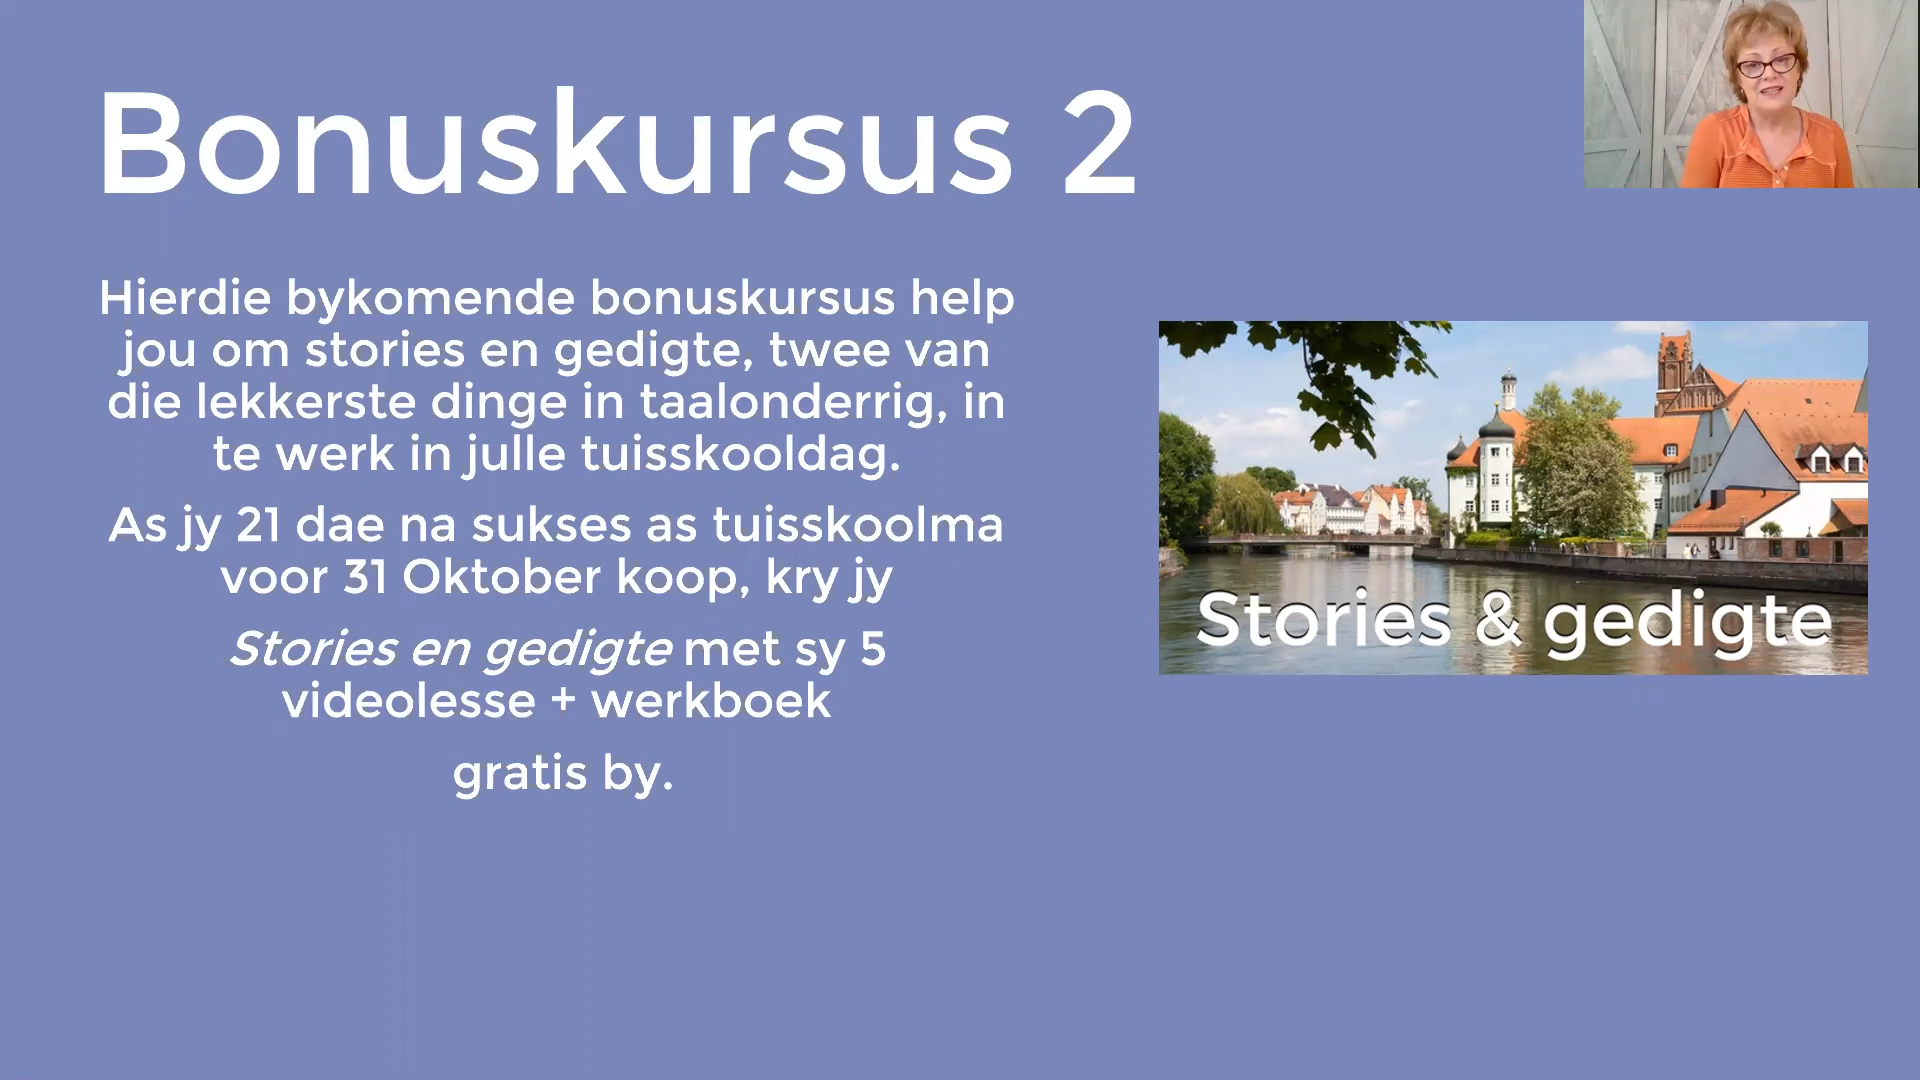 Bonuskursus 2
Hierdie bykomende bonuskursus help
jou om stories en gedigte, twee van
die lekkerste dinge in taalonderrig, in
te werk in julle tuisskooldag.
As jy 21 dae na sukses as tuisskoolma
voor 31 Oktober koop, kry jy
Stories en gedigte met sy 5
videolesse + werkboek
gratis by.
Stories & gedigte